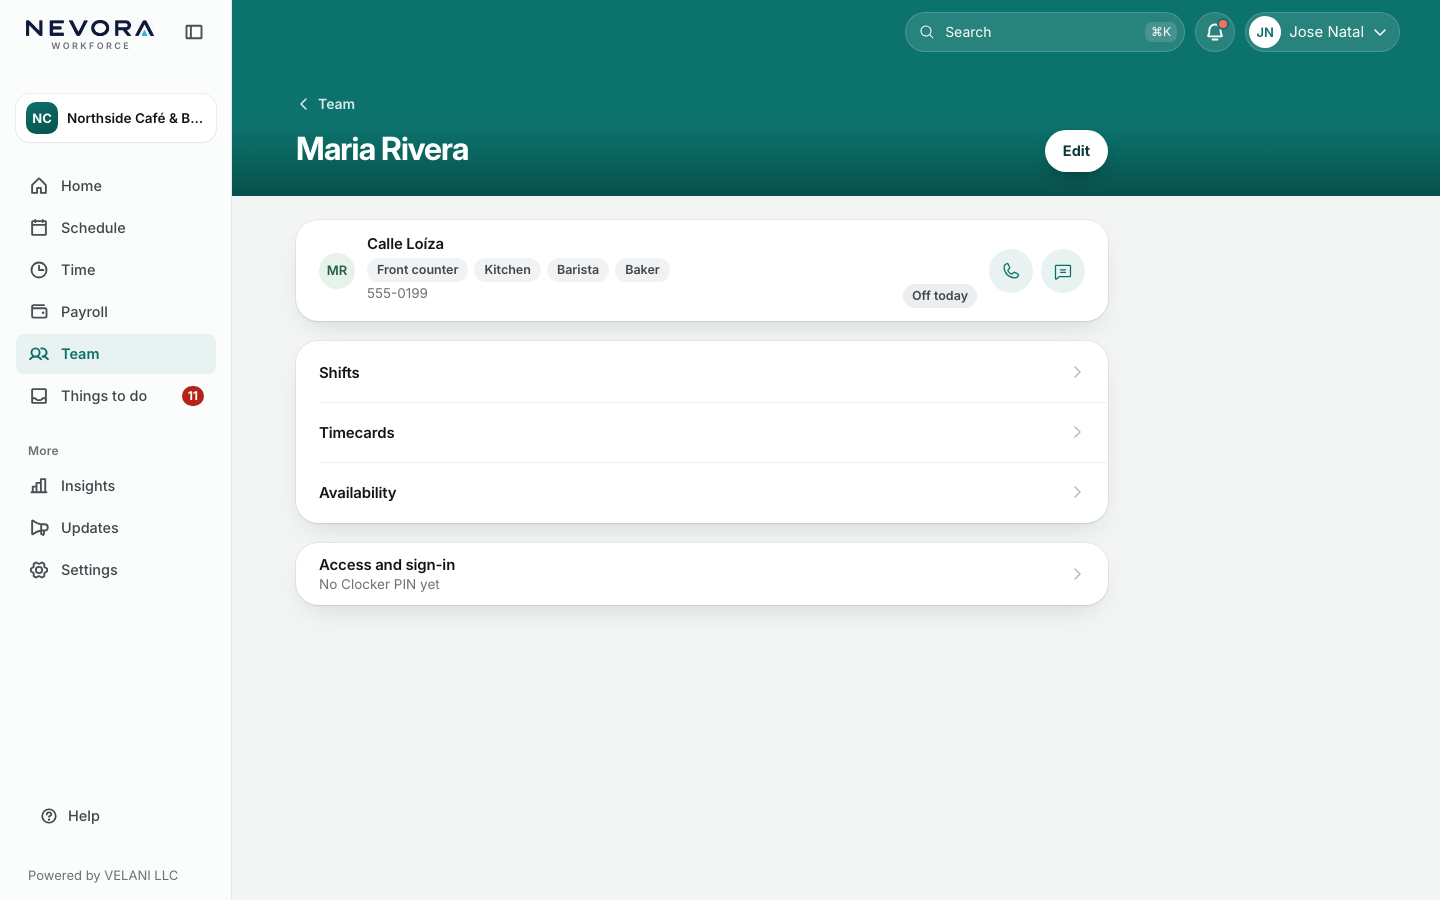 NEVORA
WORKFORCE
Search
⌘K
JN
Jose Natal
NC
Northside Café & B...
Team
Maria Rivera
Edit
Home
Schedule
Time
Payroll
Team
Things to do
11
More
Insights
Updates
Settings
Help
Powered by VELANI LLC
MR
Calle Loíza
Front counter
Kitchen
Barista
Baker
555-0199
Off today
Shifts
Timecards
Availability
Access and sign-in
No Clocker PIN yet